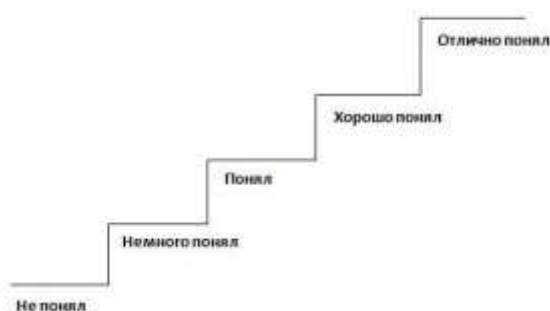 Отлично понял
Хорошо понял
Понял
Немного понял
Не понял